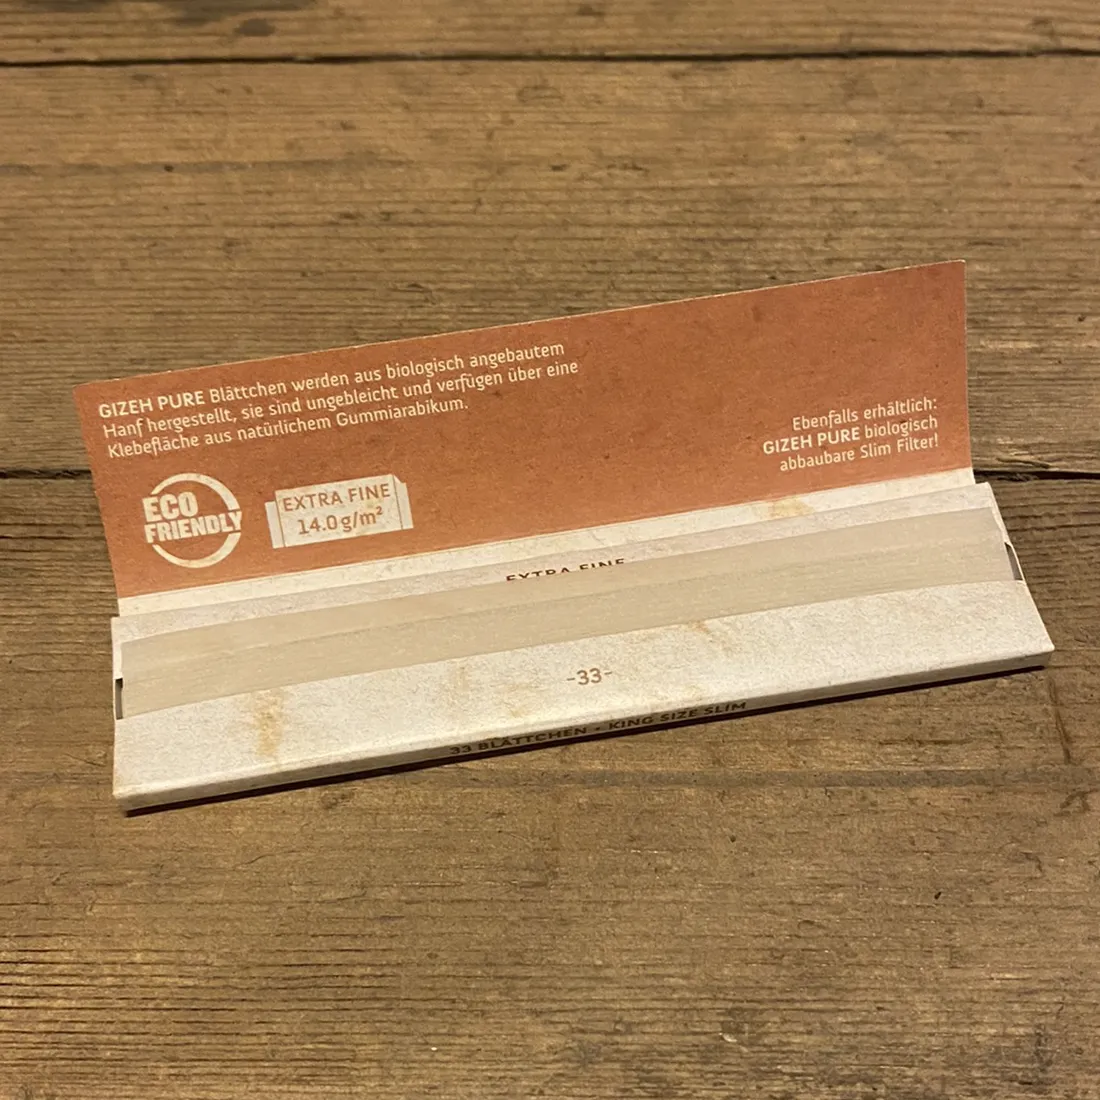 GIZEH PURE Blättchen werden aus biologisch angebautem
Hanf hergestellt, sie sind ungebleicht und verfügen über eine
Klebefläche aus natürlichem Gummiarabikum.
Ebenfalls erhältlich:
GIZEH PURE biologisch
abbaubare Slim Filter!
ECO
FRIENDLY
EXTRA FINE
14.0 g/m²
EXTRA FINE
-33-
33 BLÄTTCHEN • KING SIZE SLIM